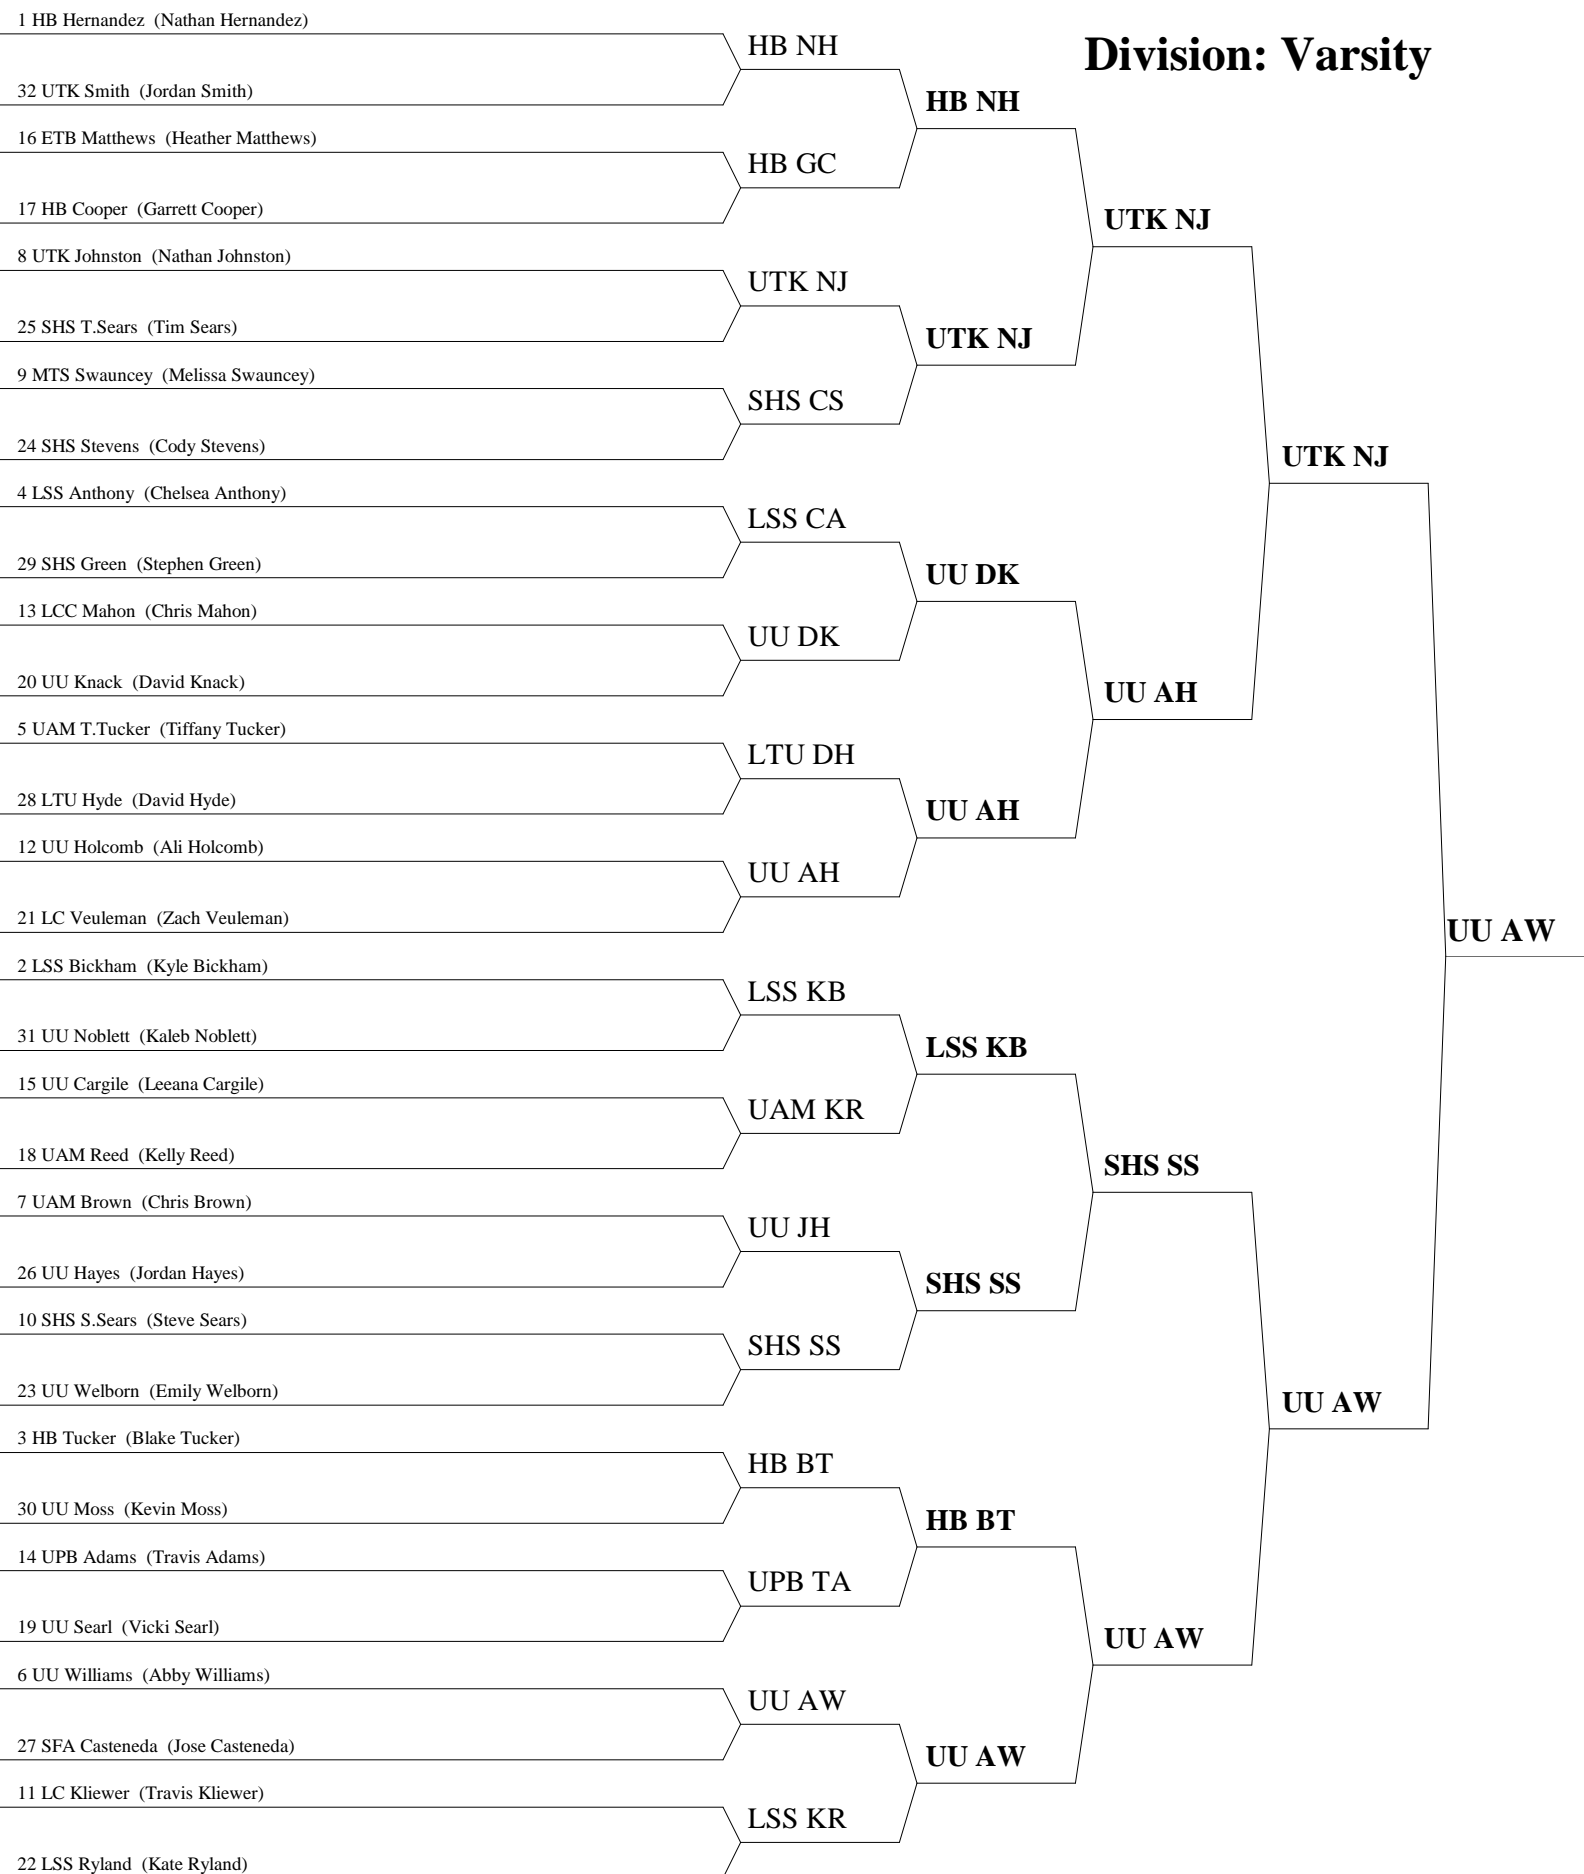 1 HB Hernandez (Nathan Hernandez)
HB NH
Division: Varsity
32 UTK Smith (Jordan Smith)
HB NH
16 ETB Matthews (Heather Matthews)
HB GC
17 HB Cooper (Garrett Cooper)
UTK NJ
8 UTK Johnston (Nathan Johnston)
UTK NJ
25 SHS T.Sears (Tim Sears)
UTK NJ
9 MTS Swauncey (Melissa Swauncey)
SHS CS
24 SHS Stevens (Cody Stevens)
UTK NJ
4 LSS Anthony (Chelsea Anthony)
LSS CA
29 SHS Green (Stephen Green)
UU DK
13 LCC Mahon (Chris Mahon)
UU DK
20 UU Knack (David Knack)
UU AH
5 UAM T.Tucker (Tiffany Tucker)
LTU DH
28 LTU Hyde (David Hyde)
UU AH
12 UU Holcomb (Ali Holcomb)
UU AH
21 LC Veuleman (Zach Veuleman)
UU AW
2 LSS Bickham (Kyle Bickham)
LSS KB
31 UU Noblett (Kaleb Noblett)
LSS KB
15 UU Cargile (Leeana Cargile)
UAM KR
18 UAM Reed (Kelly Reed)
SHS SS
7 UAM Brown (Chris Brown)
UU JH
26 UU Hayes (Jordan Hayes)
SHS SS
10 SHS S.Sears (Steve Sears)
SHS SS
23 UU Welborn (Emily Welborn)
UU AW
3 HB Tucker (Blake Tucker)
HB BT
30 UU Moss (Kevin Moss)
HB BT
14 UPB Adams (Travis Adams)
UPB TA
19 UU Searl (Vicki Searl)
UU AW
6 UU Williams (Abby Williams)
UU AW
27 SFA Casteneda (Jose Casteneda)
UU AW
11 LC Kliewer (Travis Kliewer)
LSS KR
22 LSS Ryland (Kate Ryland)